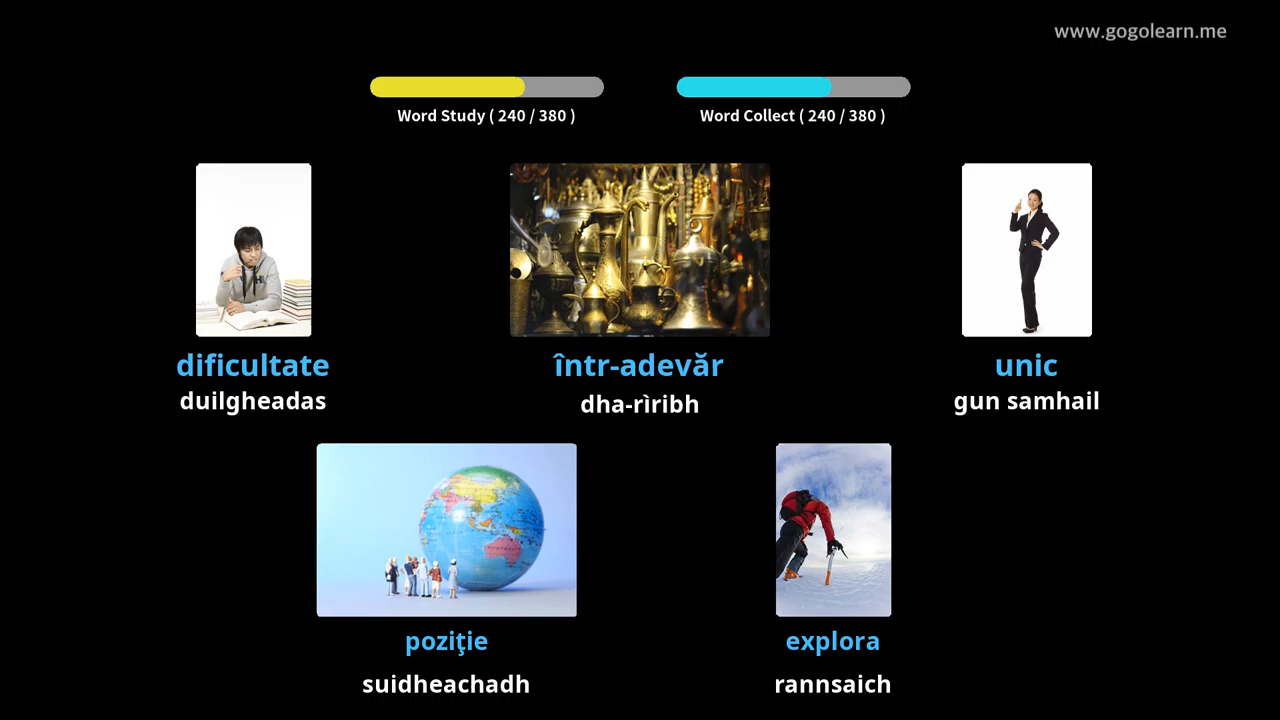 www.gogolearn.me
Word Study ( 240 / 380 )
Word Collect ( 240 / 380 )
dificultate
duilgheadas
într-adevăr
dha-rìribh
unic
gun samhail
poziţie
suidheachadh
explora
rannsaich